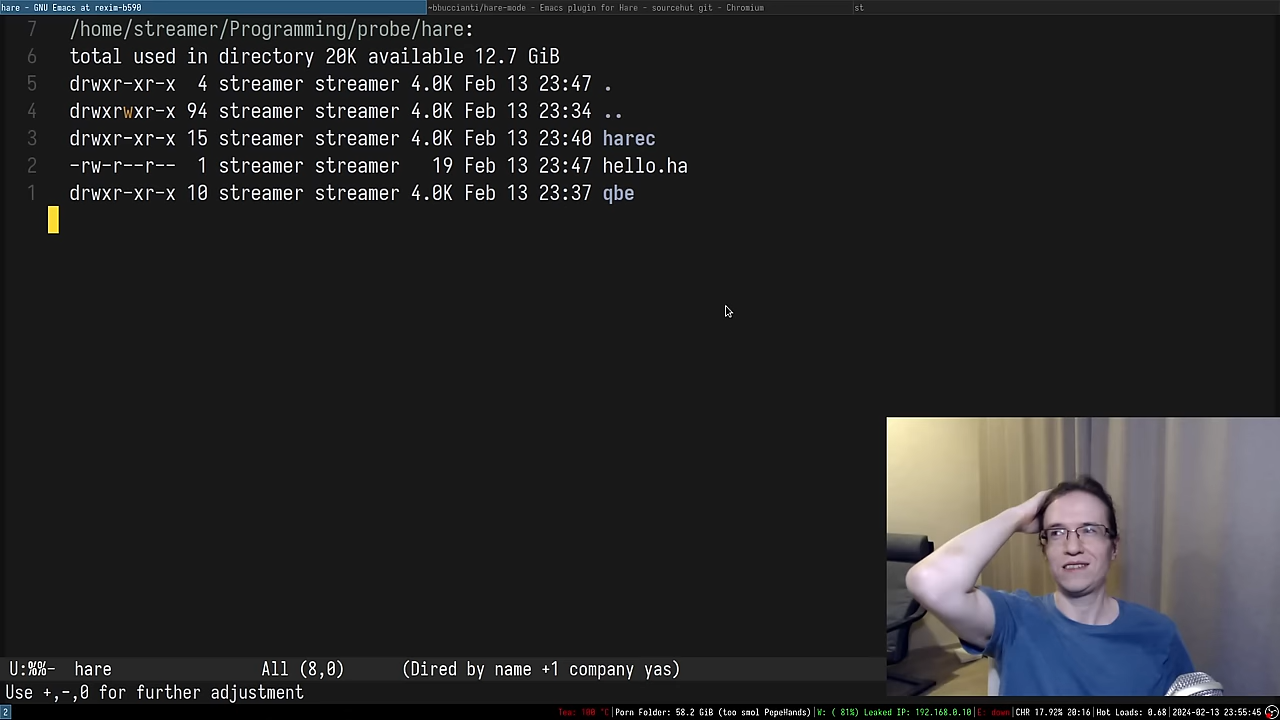 hare - GNU Emacs at rexim-b590
~bbuccianti/hare-mode - Emacs plugin for Hare - sourcehut git - Chromium
st
7 /home/streamer/Programming/probe/hare:
6 total used in directory 20K available 12.7 GiB
5 drwxr-xr-x 4 streamer streamer 4.0K Feb 13 23:47 .
4 drwxrwxr-x 94 streamer streamer 4.0K Feb 13 23:34 ..
3 drwxr-xr-x 15 streamer streamer 4.0K Feb 13 23:40 harec
2 -rw-r--r-- 1 streamer streamer 19 Feb 13 23:47 hello.ha
1 drwxr-xr-x 10 streamer streamer 4.0K Feb 13 23:37 qbe
U:%%- hare All (8,0) (Dired by name +1 company yas)
Use +,-,0 for further adjustment
2 Tea: 100 °C|Porn Folder: 58.2 GiB (too smol PepeHands)|W: ( 81%) Leaked IP: 192.168.0.10|E: down|CHR 17.92% 20:16|Hot Loads: 0.68|2024-02-13 23:55:45